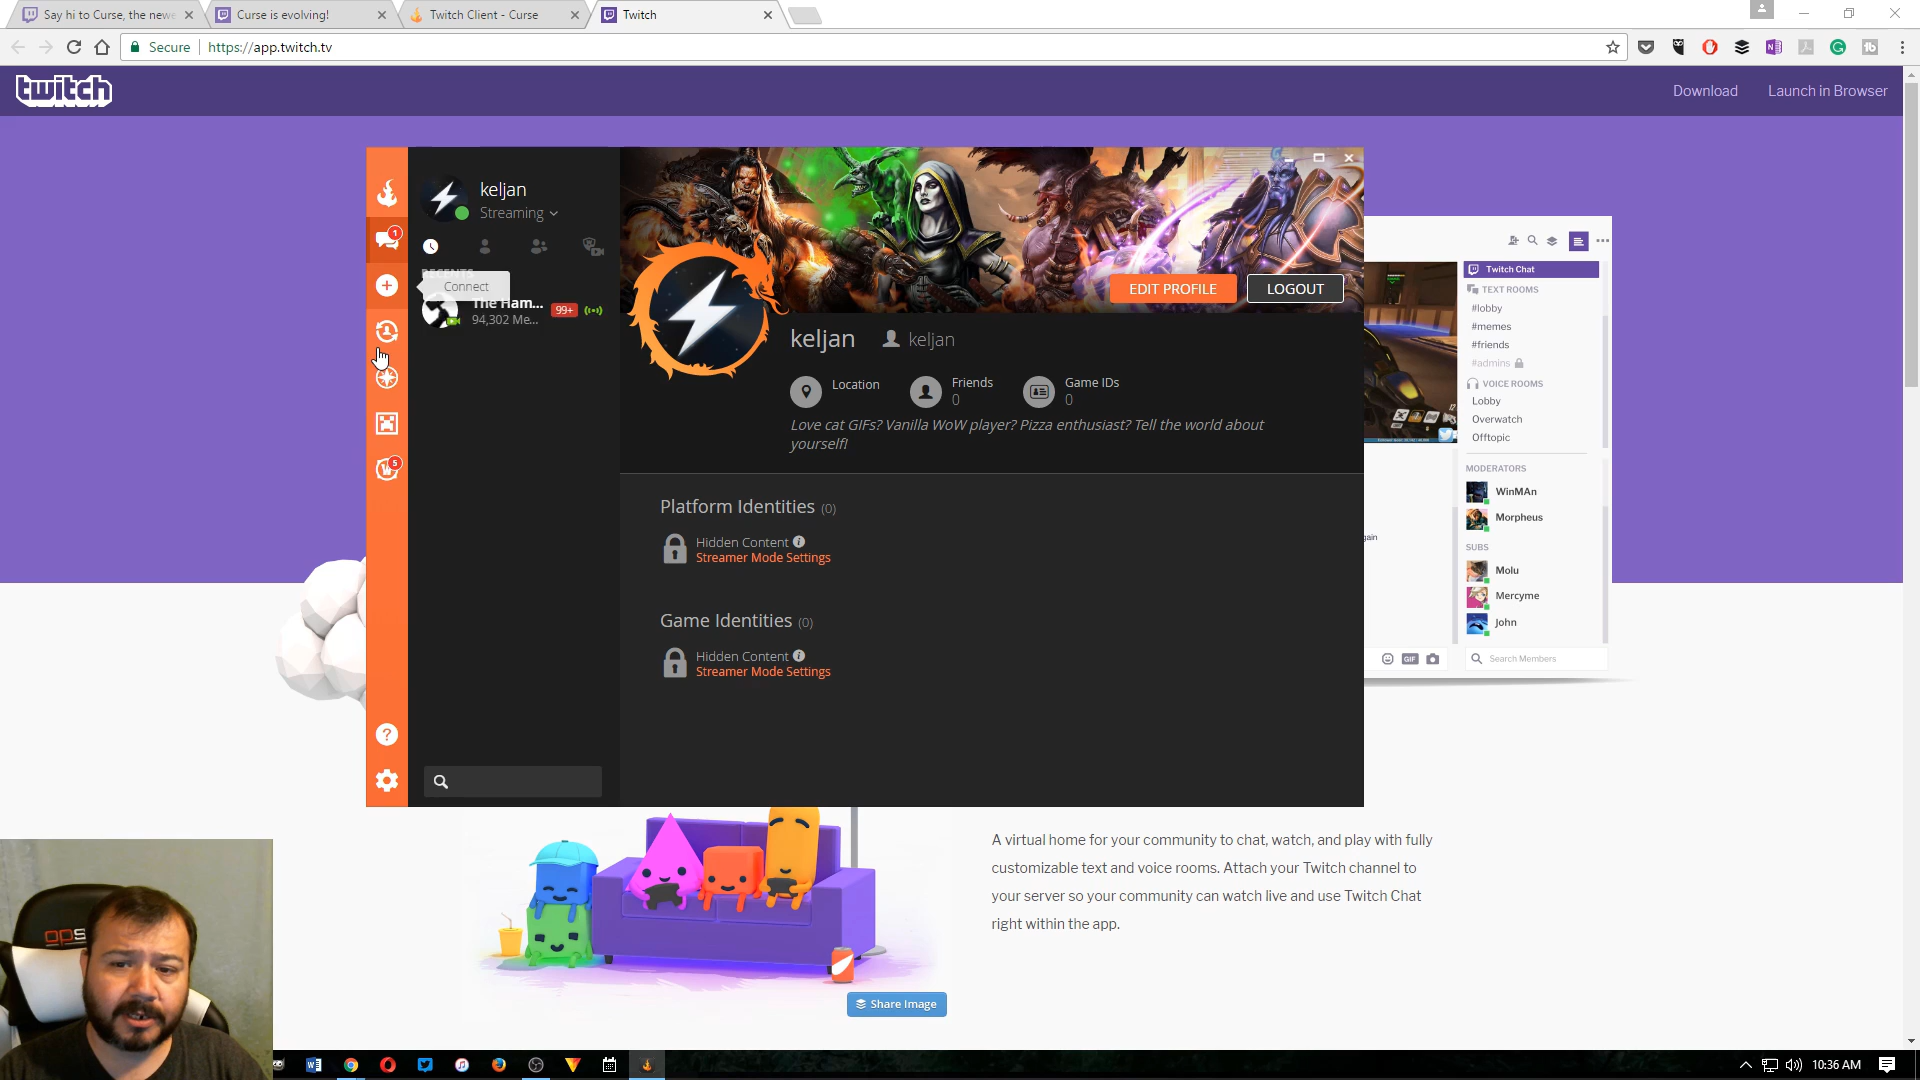 Say hi to Curse, the newe
Curse is evolving!
Twitch Client - Curse
Twitch
Secure
https://app.twitch.tv
twitch
Download
Launch in Browser
keljan
Streaming
1
RECENTS
Connect
The Ham...
94,302 Me...
99+
5
EDIT PROFILE
LOGOUT
keljan
keljan
Location
Friends
0
Game IDs
0
Love cat GIFs? Vanilla WoW player? Pizza enthusiast? Tell the world about
yourself!
Platform Identities (0)
Hidden Content
Streamer Mode Settings
Game Identities (0)
Hidden Content
Streamer Mode Settings
Twitch Chat
TEXT ROOMS
#lobby
#memes
#friends
#admins
VOICE ROOMS
Lobby
Overwatch
Offtopic
MODERATORS
WinMAn
Morpheus
gain
SUBS
Molu
Mercyme
John
GIF
Search Members
A virtual home for your community to chat, watch, and play with fully
customizable text and voice rooms. Attach your Twitch channel to
your server so your community can watch live and use Twitch Chat
right within the app.
Share Image
10:36 AM